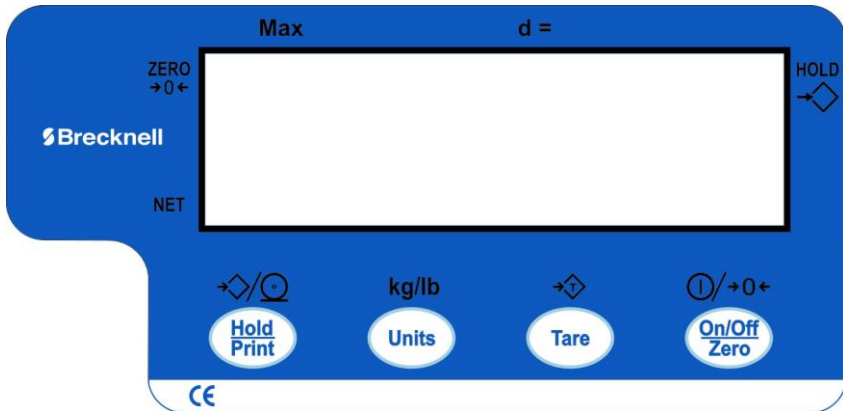 Max d =
ZERO HOLD
→0←
Brecknell
NET
kg/lb
/→0←
Hold Units Tare On/Off
Print Zero
CE